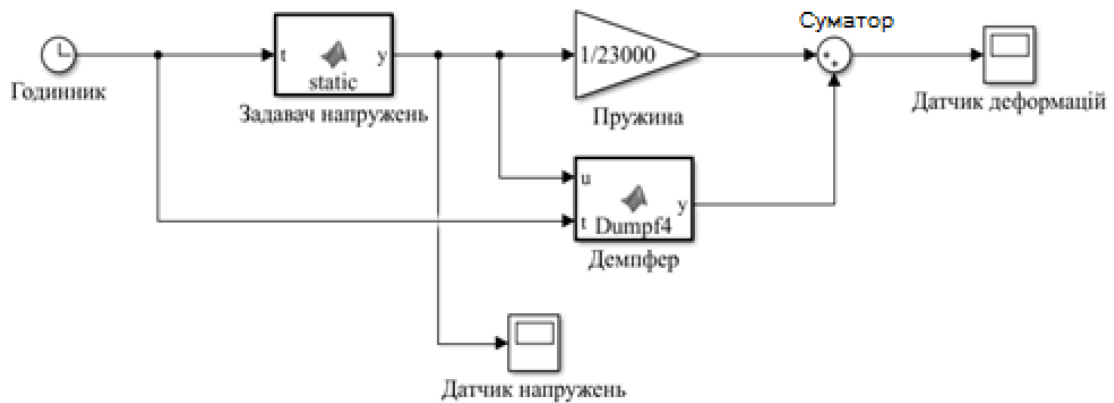 Суматор
t
y
static
1/23000
Годинник
Задавач напружень
Пружина
Датчик деформацій
u
t
y
Dumpf4
Демпфер
Датчик напружень